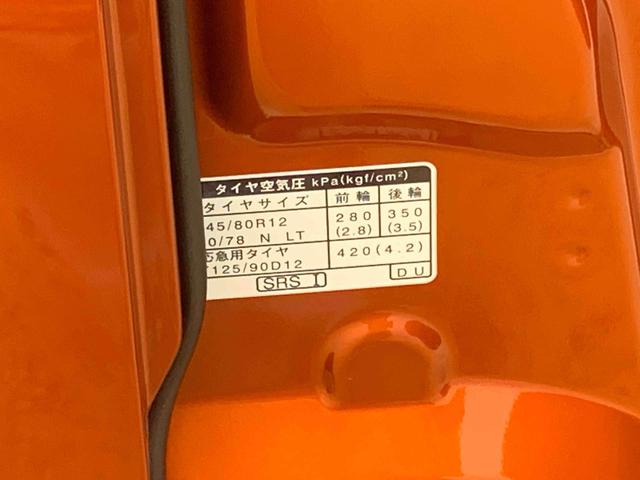 タイヤ空気圧 kPa(kgf/cm²)
タイヤサイズ 前輪 後輪
45/80R12 280 350
0/78 N LT (2.8) (3.5)
応急用タイヤ 420(4.2)
125/90D12
SRS DU